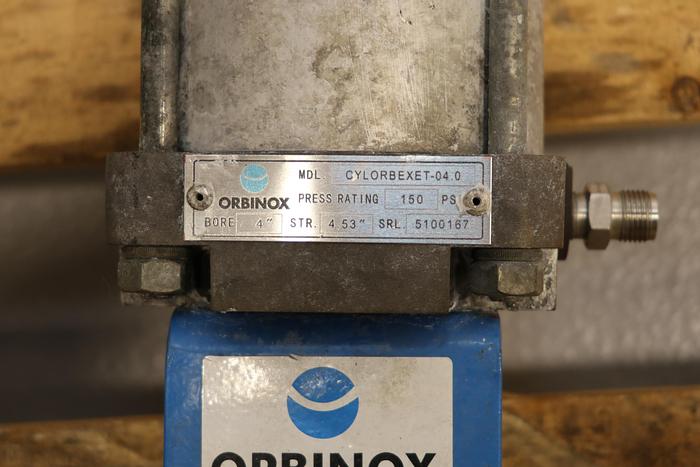 MDL CYLORBEXET-04.0
ORBINOX PRESS RATING 150 PS
BORE 4" STR. 4.53" SRL. 5100167
ORBINOX